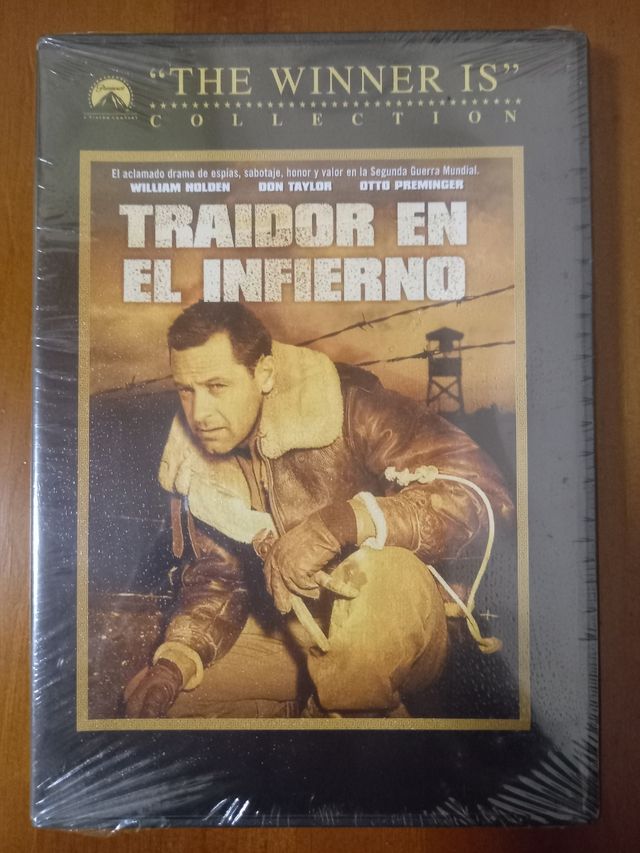 Paramount
"THE WINNER IS"
COLLECTION
El aclamado drama de espías, sabotaje, honor y valor en la Segunda Guerra Mundial.
WILLIAM HOLDEN DON TAYLOR OTTO PREMINGER
TRAIDOR EN
EL INFIERNO